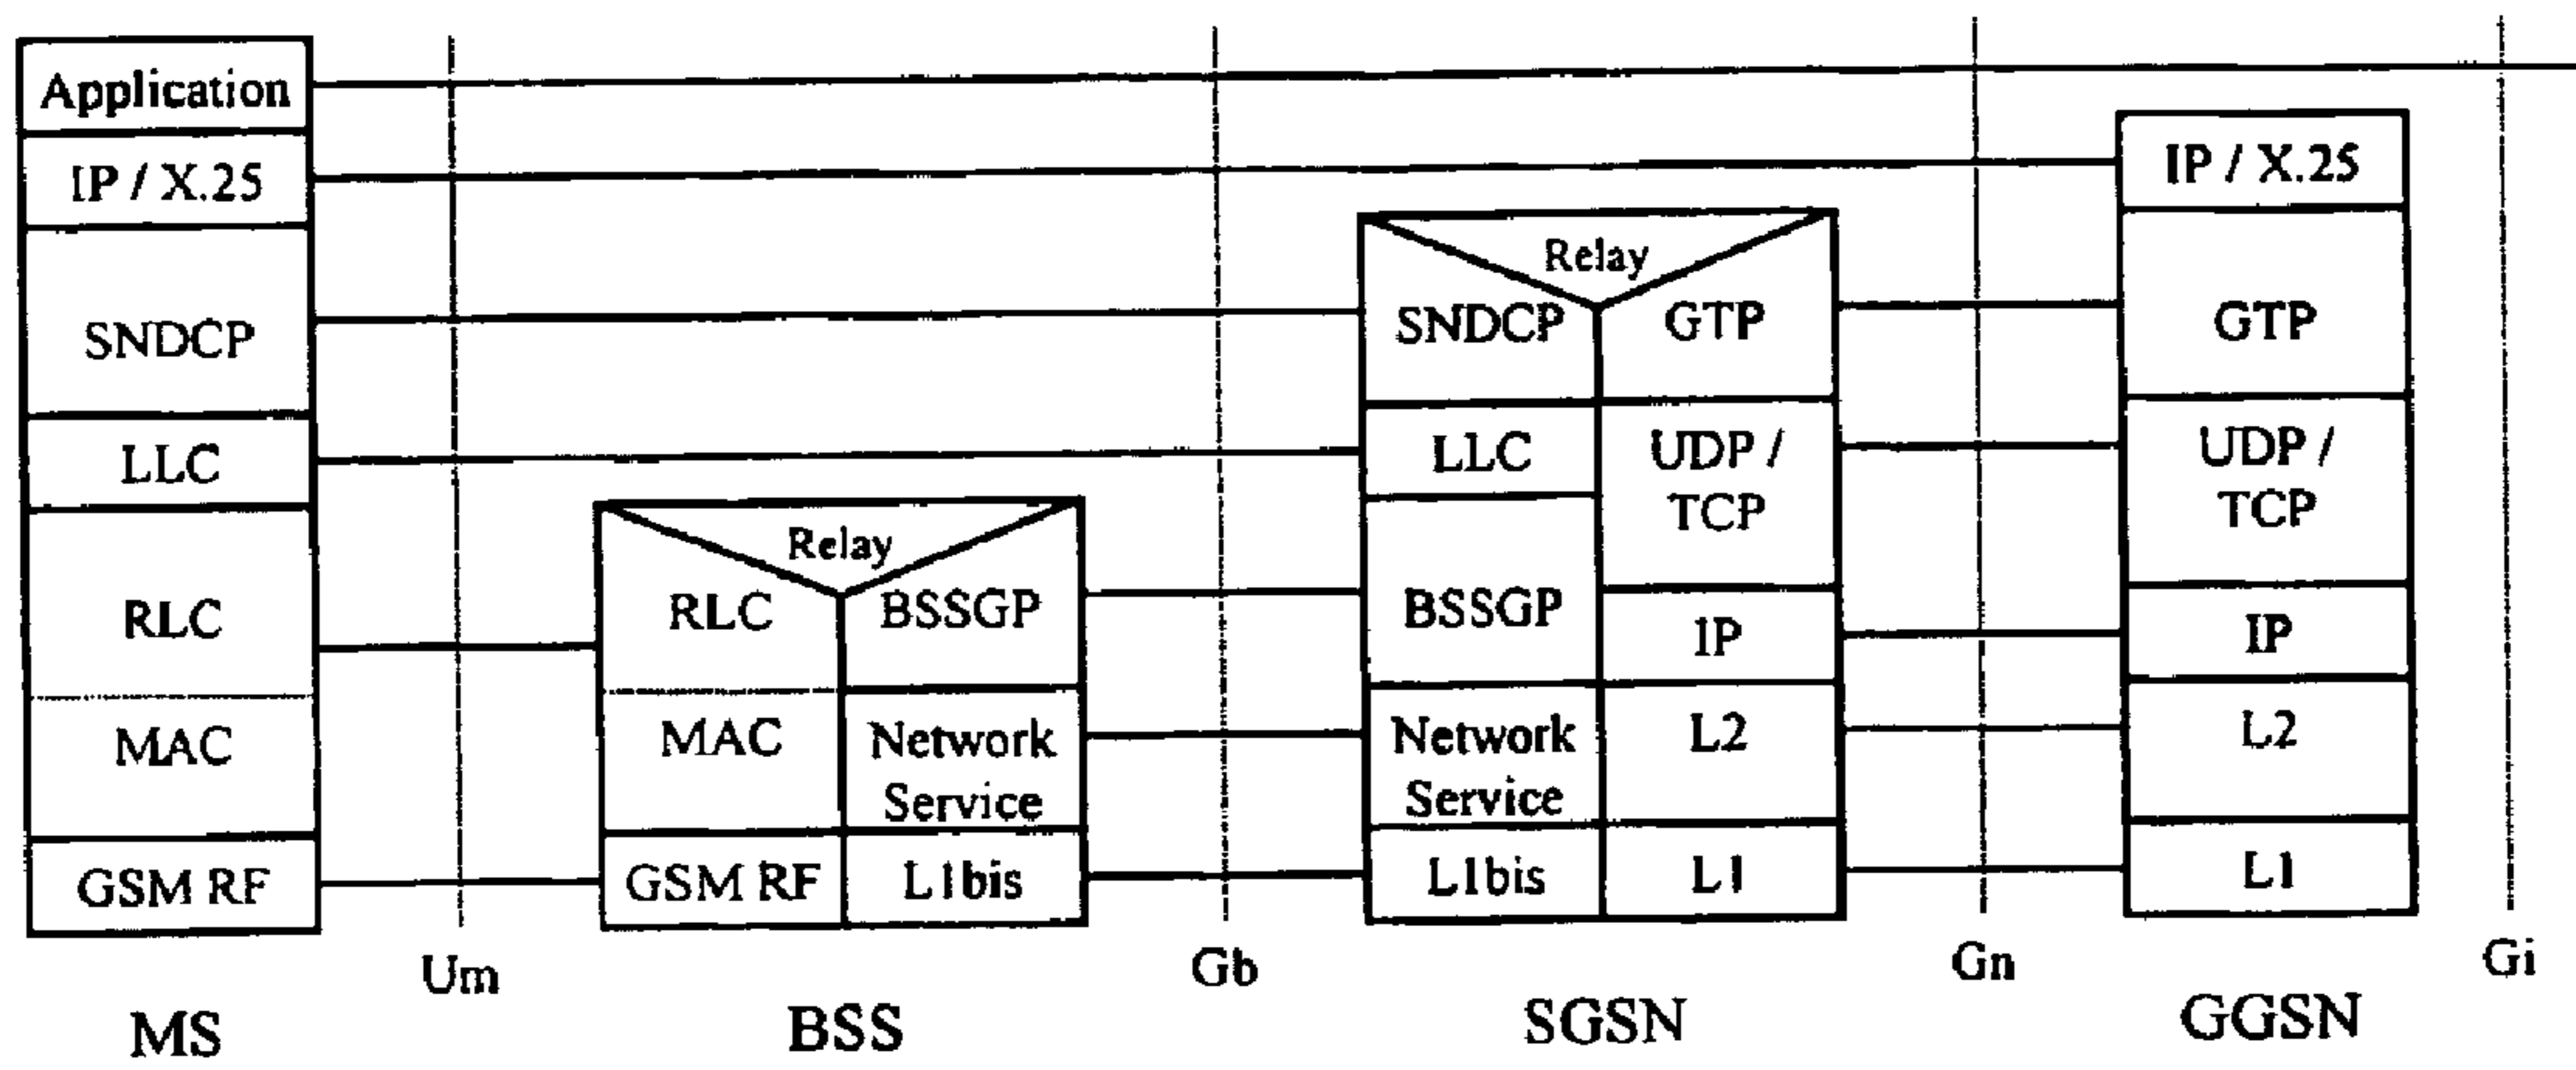 Application
IP / X.25
SNDCP
LLC
RLC
MAC
GSM RF
MS
Um
Relay
RLC
BSSGP
MAC
Network
Service
GSM RF
L1bis
BSS
Gb
Relay
SNDCP
GTP
LLC
UDP /
TCP
BSSGP
IP
Network
Service
L2
L1bis
L1
SGSN
Gn
IP / X.25
GTP
UDP /
TCP
IP
L2
L1
GGSN
Gi